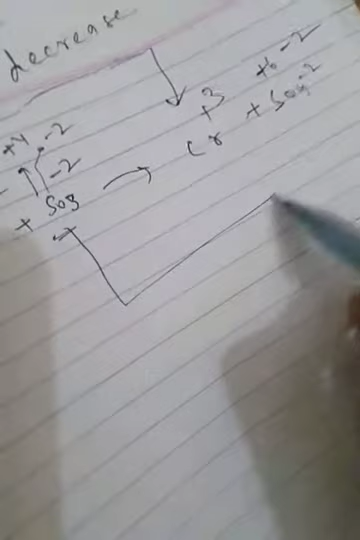 decrease
+3 +6 -2
+4 -2
-2
+ SO3 → Cr + SO4-2